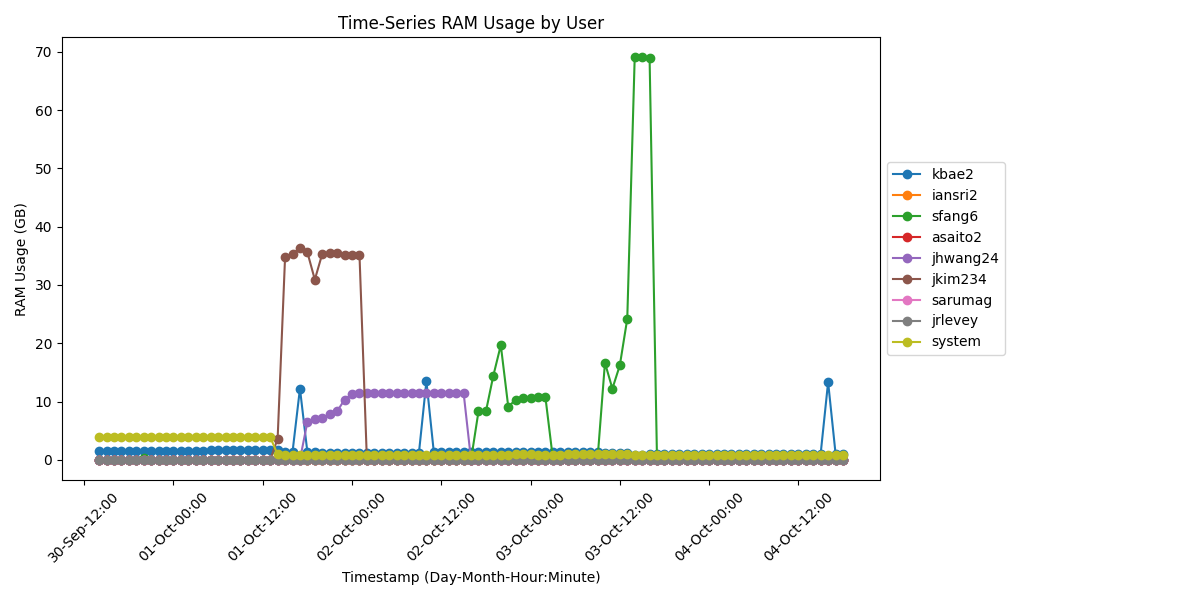 Time-Series RAM Usage by User
RAM Usage (GB)
70
60
50
40
30
20
10
0
30-Sep-12:00
01-Oct-00:00
01-Oct-12:00
02-Oct-00:00
02-Oct-12:00
03-Oct-00:00
03-Oct-12:00
04-Oct-00:00
04-Oct-12:00
Timestamp (Day-Month-Hour:Minute)
kbae2
iansri2
sfang6
asaito2
jhwang24
jkim234
sarumag
jrlevey
system